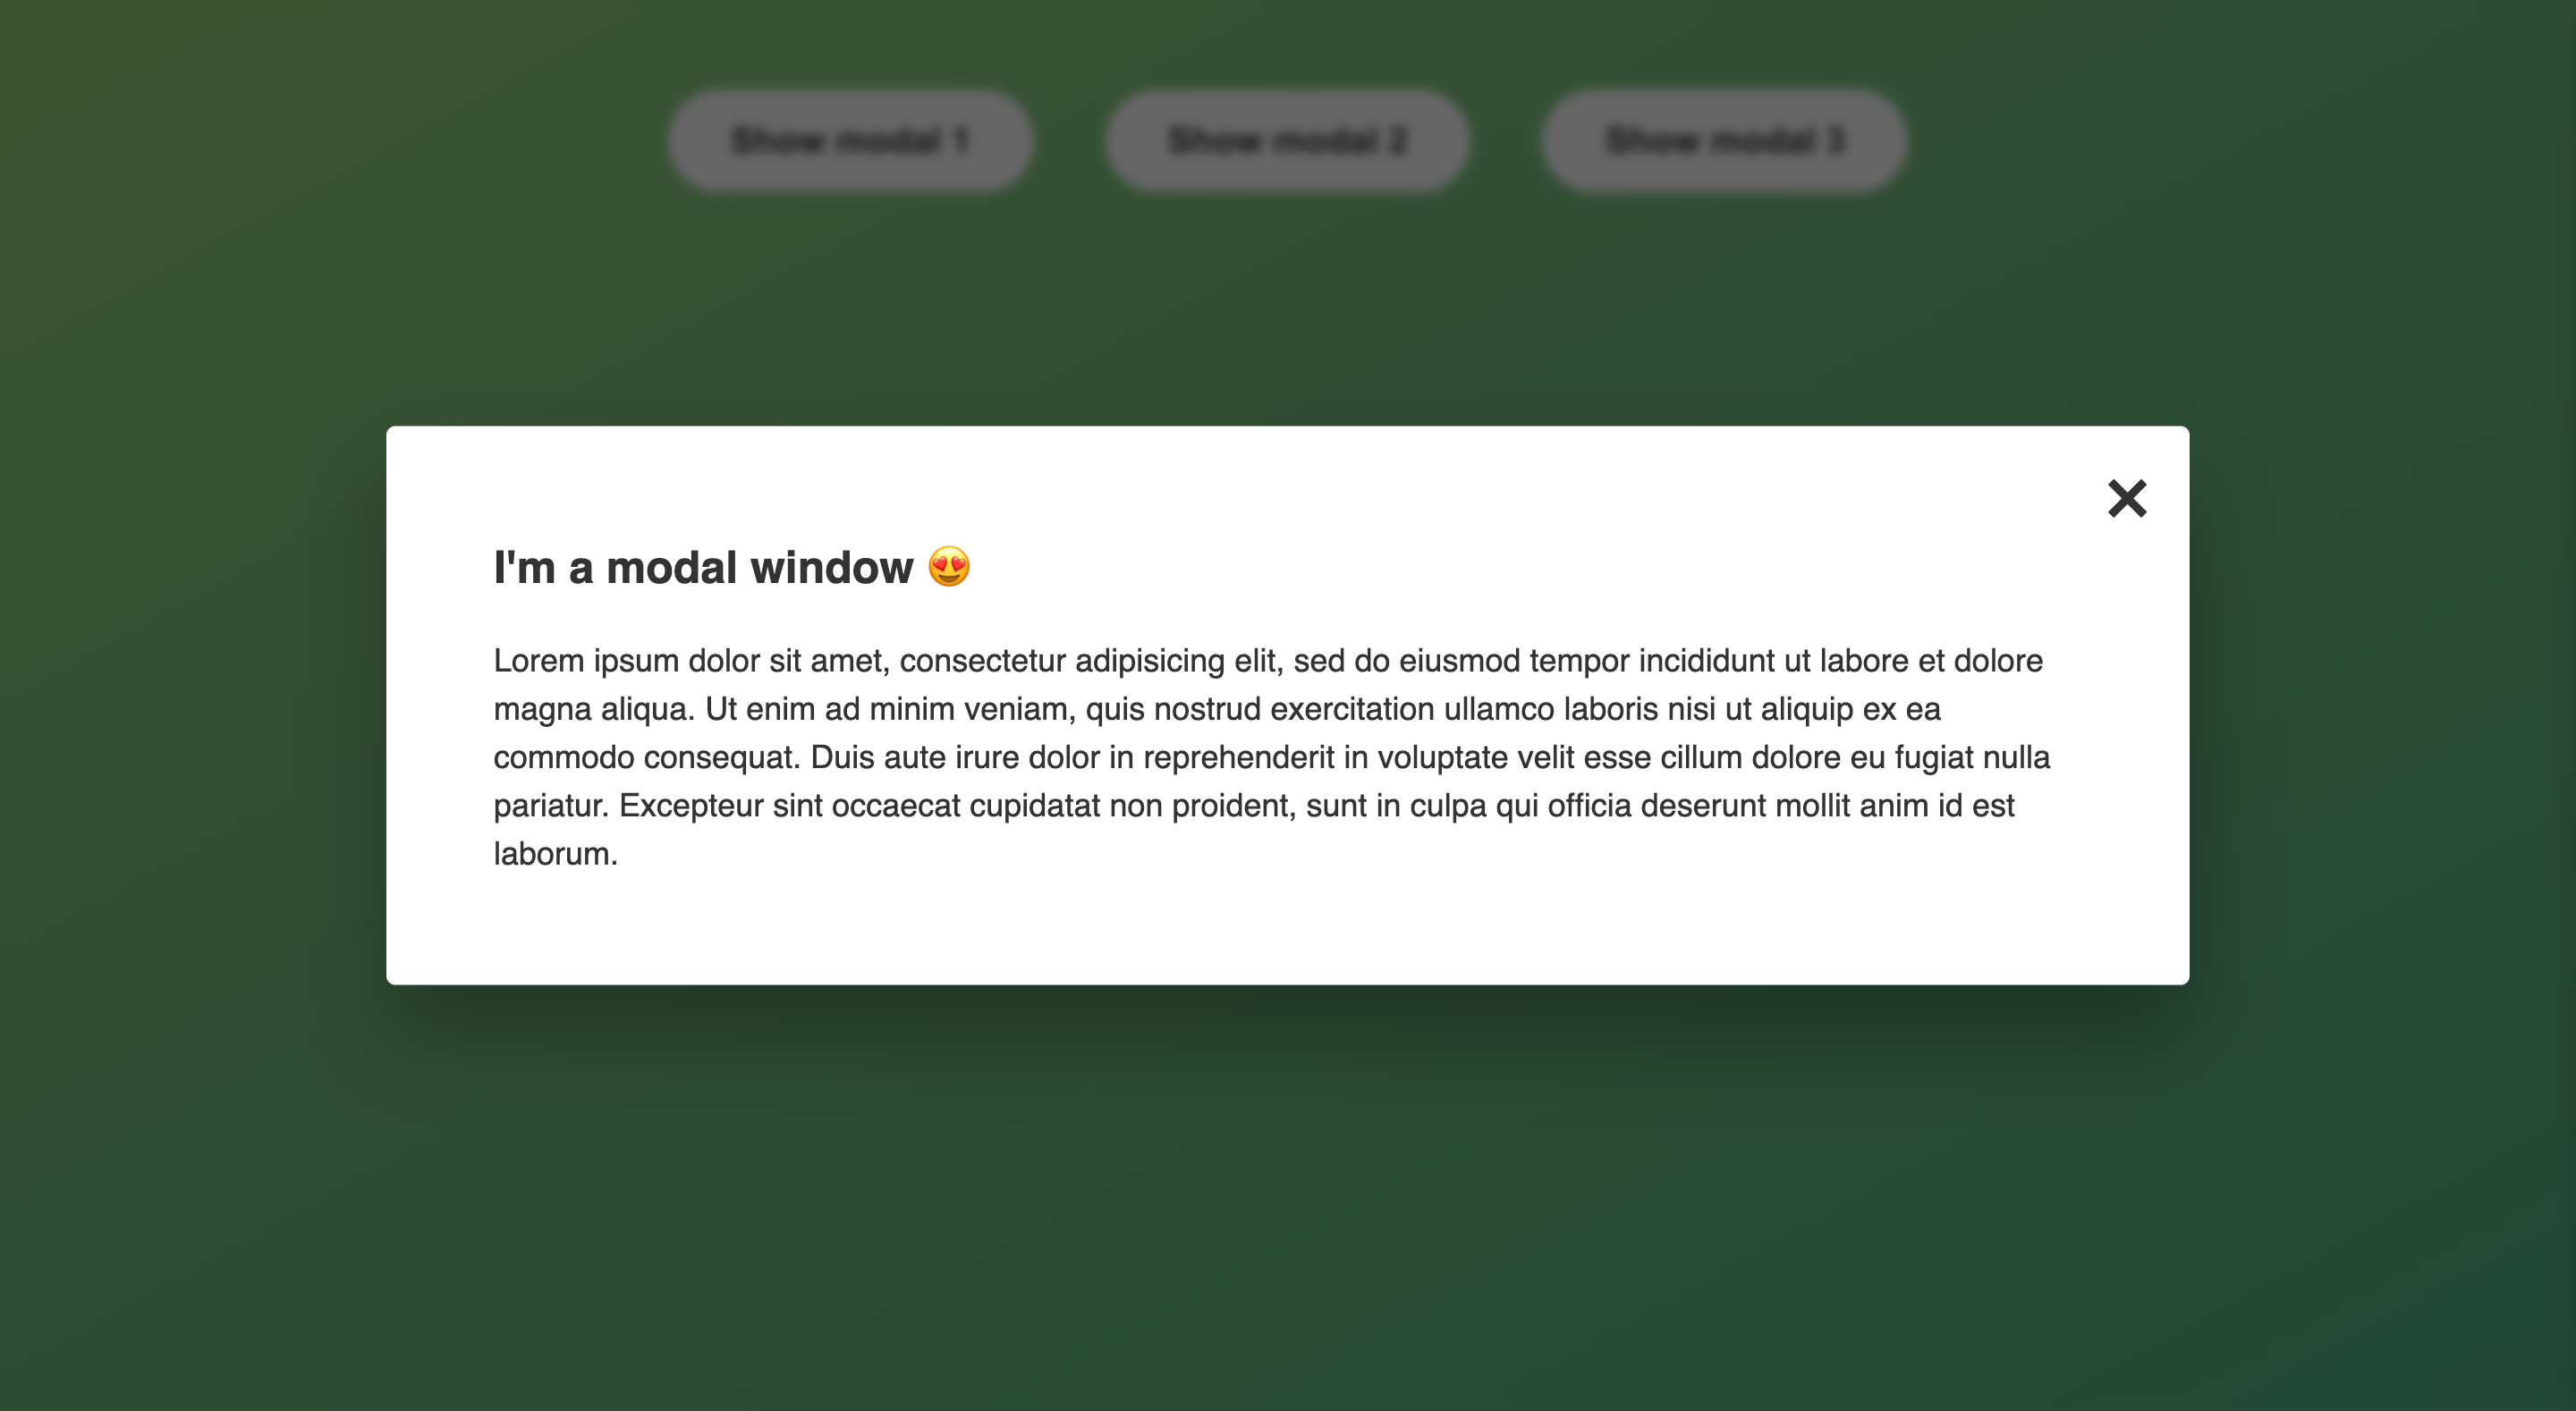 Show modal 1 Show modal 2 Show modal 3
×
I'm a modal window 😍
Lorem ipsum dolor sit amet, consectetur adipisicing elit, sed do eiusmod tempor incididunt ut labore et dolore
magna aliqua. Ut enim ad minim veniam, quis nostrud exercitation ullamco laboris nisi ut aliquip ex ea
commodo consequat. Duis aute irure dolor in reprehenderit in voluptate velit esse cillum dolore eu fugiat nulla
pariatur. Excepteur sint occaecat cupidatat non proident, sunt in culpa qui officia deserunt mollit anim id est
laborum.